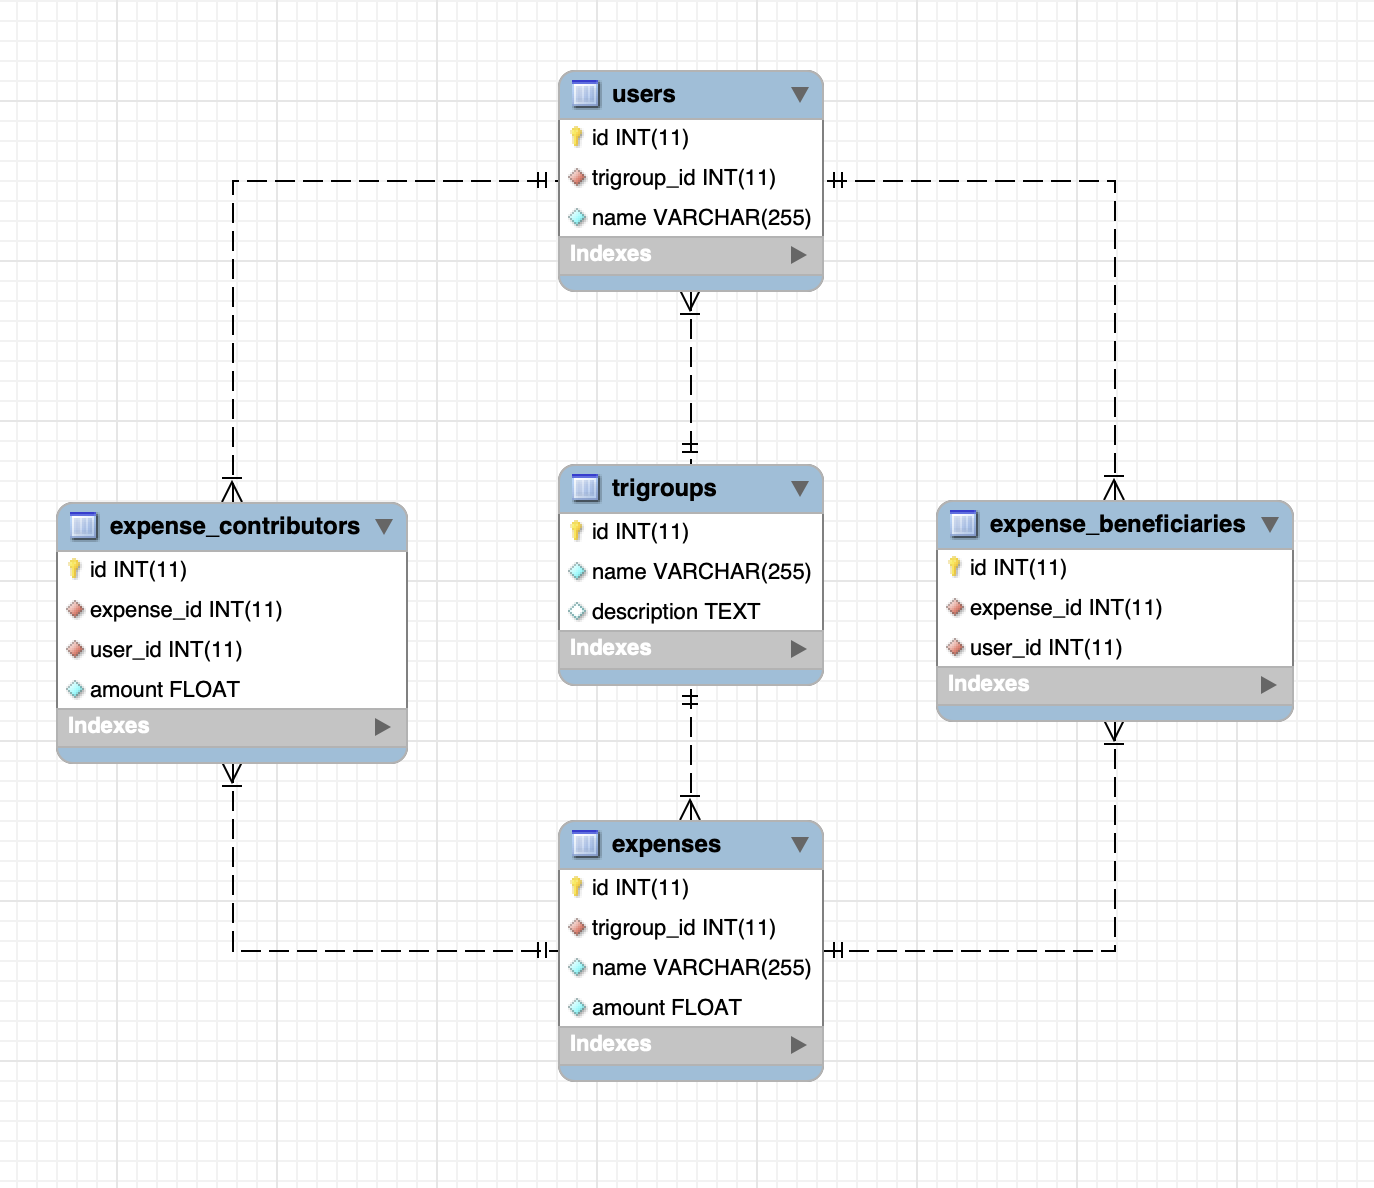 users
id INT(11)
trigroup_id INT(11)
name VARCHAR(255)
Indexes
trigroups
id INT(11)
name VARCHAR(255)
description TEXT
Indexes
expense_contributors
id INT(11)
expense_id INT(11)
user_id INT(11)
amount FLOAT
Indexes
expense_beneficiaries
id INT(11)
expense_id INT(11)
user_id INT(11)
Indexes
expenses
id INT(11)
trigroup_id INT(11)
name VARCHAR(255)
amount FLOAT
Indexes